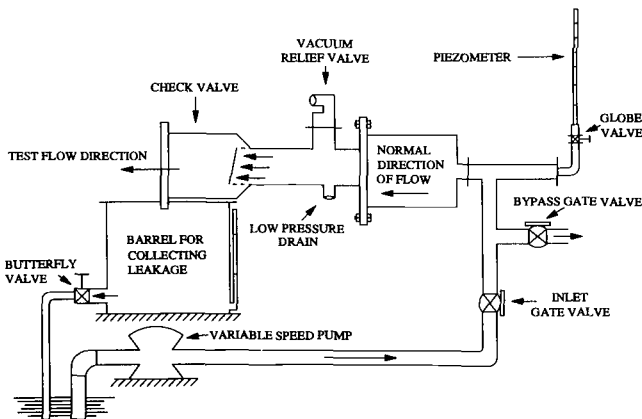 VACUUM
RELIEF VALVE
PIEZOMETER
CHECK VALVE
GLOBE
VALVE
TEST FLOW DIRECTION
NORMAL
DIRECTION
OF FLOW
BYPASS GATE VALVE
LOW PRESSURE
DRAIN
BARREL FOR
COLLECTING
LEAKAGE
BUTTERFLY
VALVE
INLET
GATE VALVE
VARIABLE SPEED PUMP